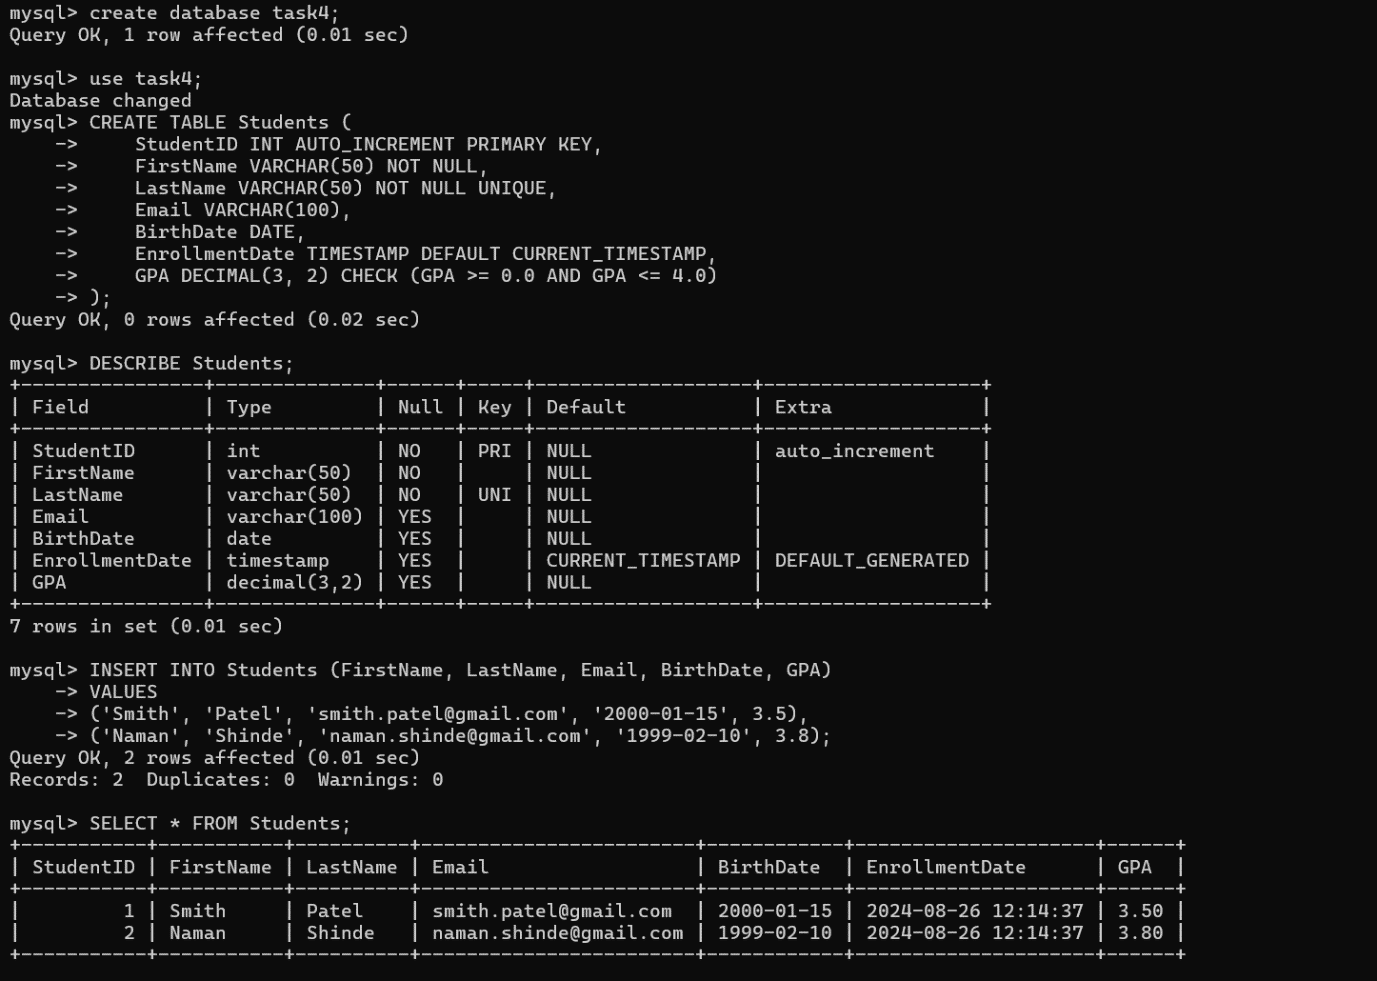 mysql> create database task4;
Query OK, 1 row affected (0.01 sec)

mysql> use task4;
Database changed
mysql> CREATE TABLE Students (
    ->     StudentID INT AUTO_INCREMENT PRIMARY KEY,
    ->     FirstName VARCHAR(50) NOT NULL,
    ->     LastName VARCHAR(50) NOT NULL UNIQUE,
    ->     Email VARCHAR(100),
    ->     BirthDate DATE,
    ->     EnrollmentDate TIMESTAMP DEFAULT CURRENT_TIMESTAMP,
    ->     GPA DECIMAL(3, 2) CHECK (GPA >= 0.0 AND GPA <= 4.0)
    -> );
Query OK, 0 rows affected (0.02 sec)

mysql> DESCRIBE Students;
+----------------+--------------+------+-----+-------------------+-------------------+
| Field          | Type         | Null | Key | Default           | Extra             |
+----------------+--------------+------+-----+-------------------+-------------------+
| StudentID      | int          | NO   | PRI | NULL              | auto_increment    |
| FirstName      | varchar(50)  | NO   |     | NULL              |                   |
| LastName       | varchar(50)  | NO   | UNI | NULL              |                   |
| Email          | varchar(100) | YES  |     | NULL              |                   |
| BirthDate      | date         | YES  |     | NULL              |                   |
| EnrollmentDate | timestamp    | YES  |     | CURRENT_TIMESTAMP | DEFAULT_GENERATED |
| GPA            | decimal(3,2) | YES  |     | NULL              |                   |
+----------------+--------------+------+-----+-------------------+-------------------+
7 rows in set (0.01 sec)

mysql> INSERT INTO Students (FirstName, LastName, Email, BirthDate, GPA)
    -> VALUES
    -> ('Smith', 'Patel', 'smith.patel@gmail.com', '2000-01-15', 3.5),
    -> ('Naman', 'Shinde', 'naman.shinde@gmail.com', '1999-02-10', 3.8);
Query OK, 2 rows affected (0.01 sec)
Records: 2  Duplicates: 0  Warnings: 0

mysql> SELECT * FROM Students;
+-----------+-----------+----------+------------------------+------------+---------------------+------+
| StudentID | FirstName | LastName | Email                  | BirthDate  | EnrollmentDate      | GPA  |
+-----------+-----------+----------+------------------------+------------+---------------------+------+
|         1 | Smith     | Patel    | smith.patel@gmail.com  | 2000-01-15 | 2024-08-26 12:14:37 | 3.50 |
|         2 | Naman     | Shinde   | naman.shinde@gmail.com | 1999-02-10 | 2024-08-26 12:14:37 | 3.80 |
+-----------+-----------+----------+------------------------+------------+---------------------+------+